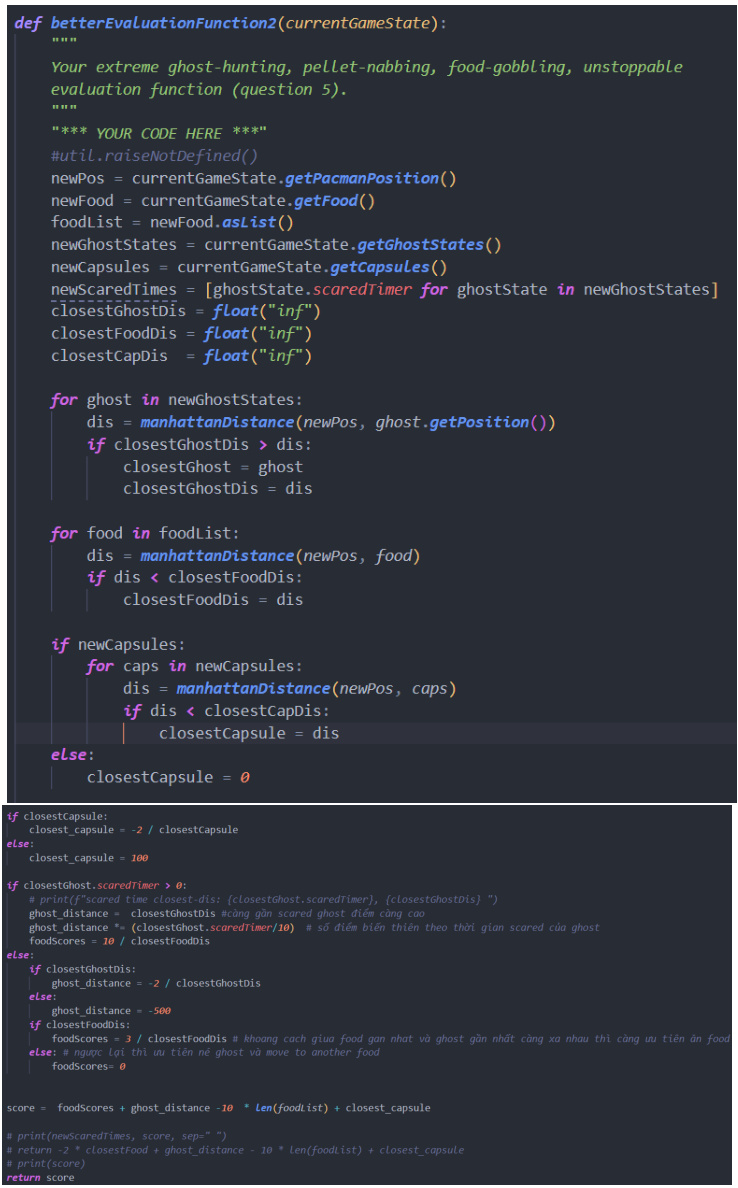 def betterEvaluationFunction2(currentGameState):
    """
    Your extreme ghost-hunting, pellet-nabbing, food-gobbling, unstoppable
    evaluation function (question 5).
    """
    "*** YOUR CODE HERE ***"
    #util.raiseNotDefined()
    newPos = currentGameState.getPacmanPosition()
    newFood = currentGameState.getFood()
    foodList = newFood.asList()
    newGhostStates = currentGameState.getGhostStates()
    newCapsules = currentGameState.getCapsules()
    newScaredTimes = [ghostState.scaredTimer for ghostState in newGhostStates]
    closestGhostDis = float("inf")
    closestFoodDis = float("inf")
    closestCapDis  = float("inf")

    for ghost in newGhostStates:
        dis = manhattanDistance(newPos, ghost.getPosition())
        if closestGhostDis > dis:
            closestGhost = ghost
            closestGhostDis = dis

    for food in foodList:
        dis = manhattanDistance(newPos, food)
        if dis < closestFoodDis:
            closestFoodDis = dis

    if newCapsules:
        for caps in newCapsules:
            dis = manhattanDistance(newPos, caps)
            if dis < closestCapDis:
                closestCapsule = dis
    else:
        closestCapsule = 0

if closestCapsule:
    closest_capsule = -2 / closestCapsule
else:
    closest_capsule = 100

if closestGhost.scaredTimer > 0:
    # print(f"scared time closest-dis: {closestGhost.scaredTimer}, {closestGhostDis} ")
    ghost_distance =  closestGhostDis #càng gần scared ghost điểm càng cao
    ghost_distance *= (closestGhost.scaredTimer/10)  # số điểm biến thiên theo thời gian scared của ghost
    foodScores = 10 / closestFoodDis
else:
    if closestGhostDis:
        ghost_distance = -2 / closestGhostDis
    else:
        ghost_distance = -500
    if closestFoodDis:
        foodScores = 3 / closestFoodDis # khoang cach giua food gan nhat và ghost gần nhất càng xa nhau thì càng ưu tiên ăn food
    else: # ngược lại thì ưu tiên né ghost và move to another food
        foodScores= 0

score =  foodScores + ghost_distance -10  * len(foodList) + closest_capsule

# print(newScaredTimes, score, sep=" ")
# return -2 * closestFood + ghost_distance - 10 * len(foodList) + closest_capsule
# print(score)
return score